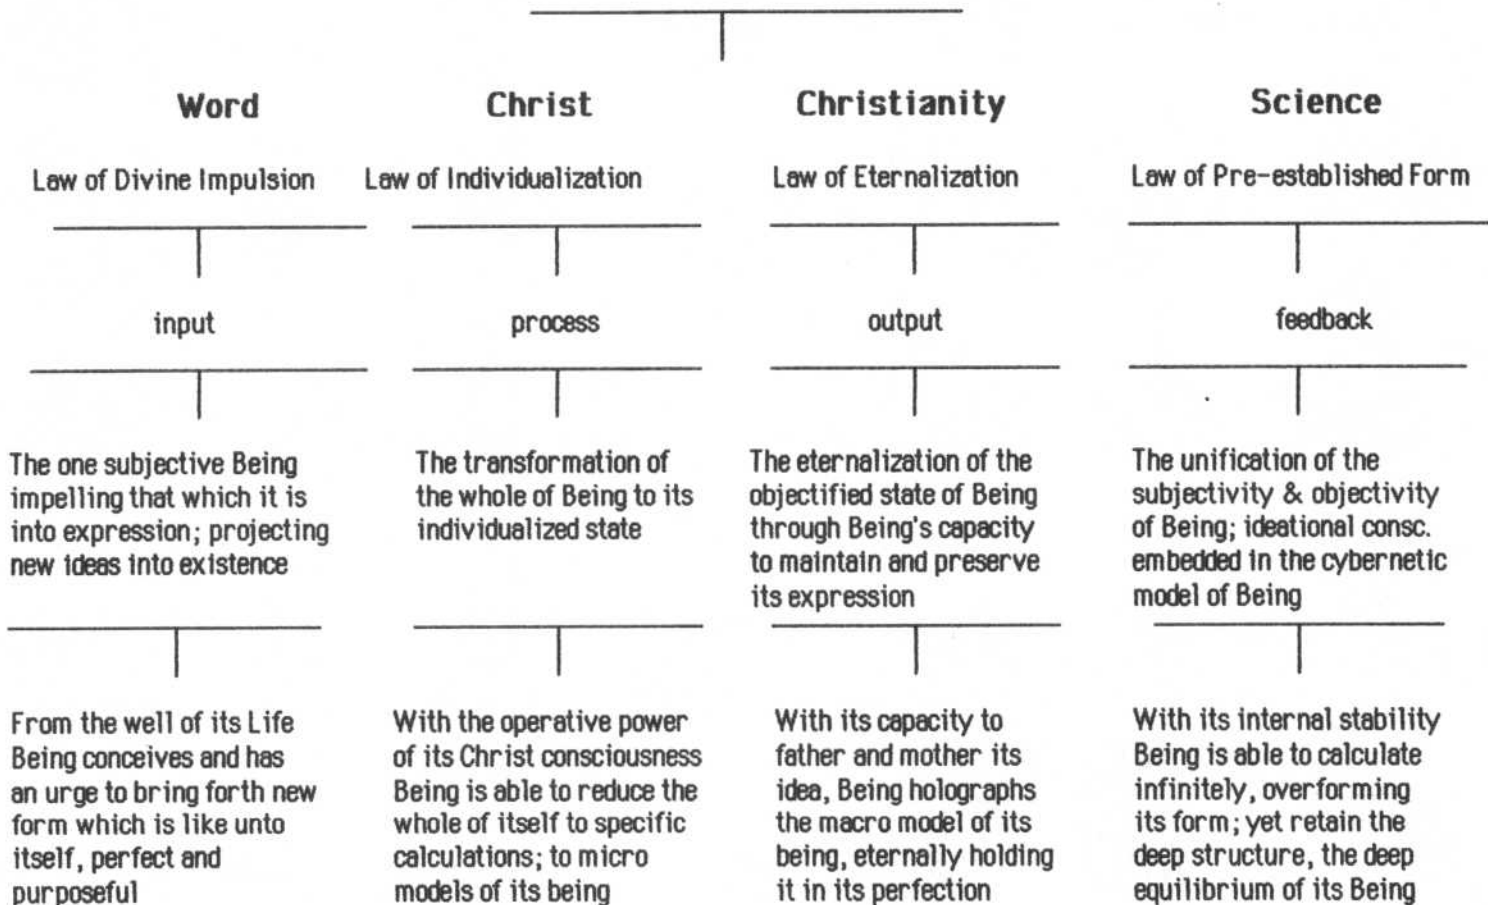 Word
Law of Divine Impulsion
input
The one subjective Being
impelling that which it is
into expression; projecting
new ideas into existence
From the well of its Life
Being conceives and has
an urge to bring forth new
form which is like unto
itself, perfect and
purposeful
Christ
Law of Individualization
process
The transformation of
the whole of Being to its
individualized state
With the operative power
of its Christ consciousness
Being is able to reduce the
whole of itself to specific
calculations; to micro
models of its being
Christianity
Law of Eternalization
output
The eternalization of the
objectified state of Being
through Being's capacity
to maintain and preserve
its expression
With its capacity to
father and mother its
idea, Being holographs
the macro model of its
being, eternally holding
it in its perfection
Science
Law of Pre-established Form
feedback
The unification of the
subjectivity & objectivity
of Being; ideational consc.
embedded in the cybernetic
model of Being
With its internal stability
Being is able to calculate
infinitely, overforming
its form; yet retain the
deep structure, the deep
equilibrium of its Being